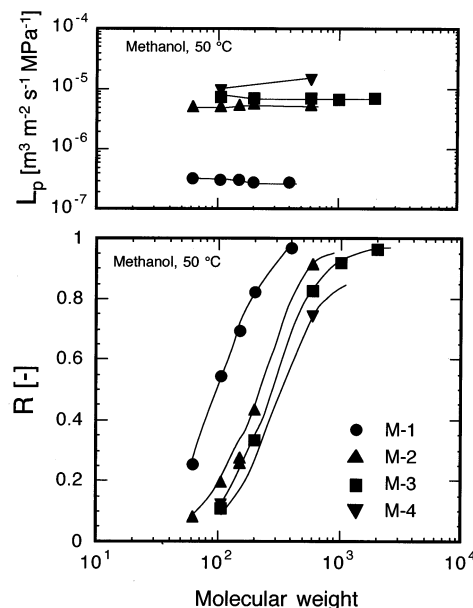 10⁻⁴
Methanol, 50 °C
10⁻⁵
10⁻⁶
10⁻⁷
Lp [m³ m⁻² s⁻¹ MPa⁻¹]
1
Methanol, 50 °C
0.8
0.6
0.4
0.2
0
R [-]
M-1
M-2
M-3
M-4
10¹ 10² 10³ 10⁴
Molecular weight